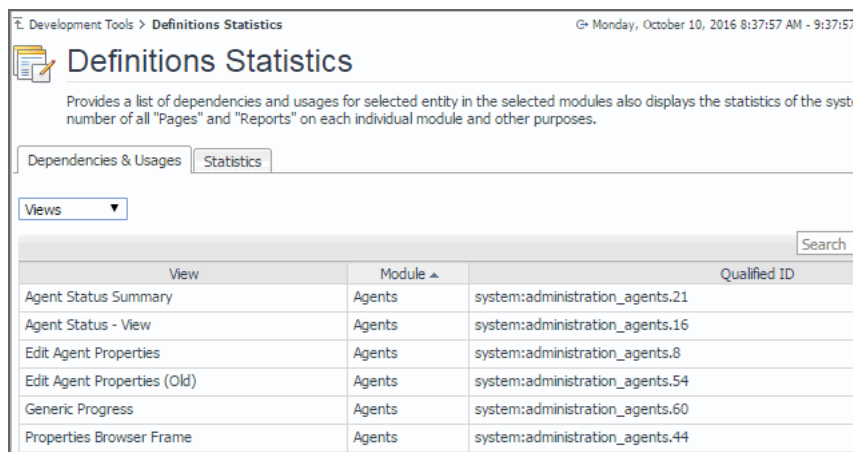 Development Tools > Definitions Statistics
Monday, October 10, 2016 8:37:57 AM - 9:37:57
Definitions Statistics
Provides a list of dependencies and usages for selected entity in the selected modules also displays the statistics of the syst
number of all "Pages" and "Reports" on each individual module and other purposes.
Dependencies & Usages Statistics
Views
Search
View Module Qualified ID
Agent Status Summary Agents system:administration_agents.21
Agent Status - View Agents system:administration_agents.16
Edit Agent Properties Agents system:administration_agents.8
Edit Agent Properties (Old) Agents system:administration_agents.54
Generic Progress Agents system:administration_agents.60
Properties Browser Frame Agents system:administration_agents.44